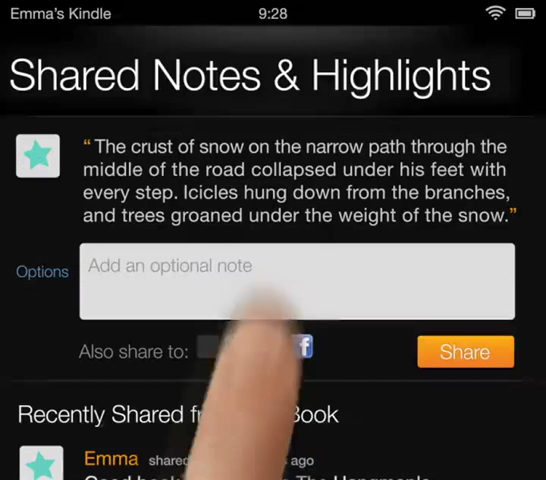 Emma's Kindle 9:28
Shared Notes & Highlights
“The crust of snow on the narrow path through the
middle of the road collapsed under his feet with
every step. Icicles hung down from the branches,
and trees groaned under the weight of the snow.”
Options
Add an optional note
Also share to: f
Share
Recently Shared Book
Emma shared ago